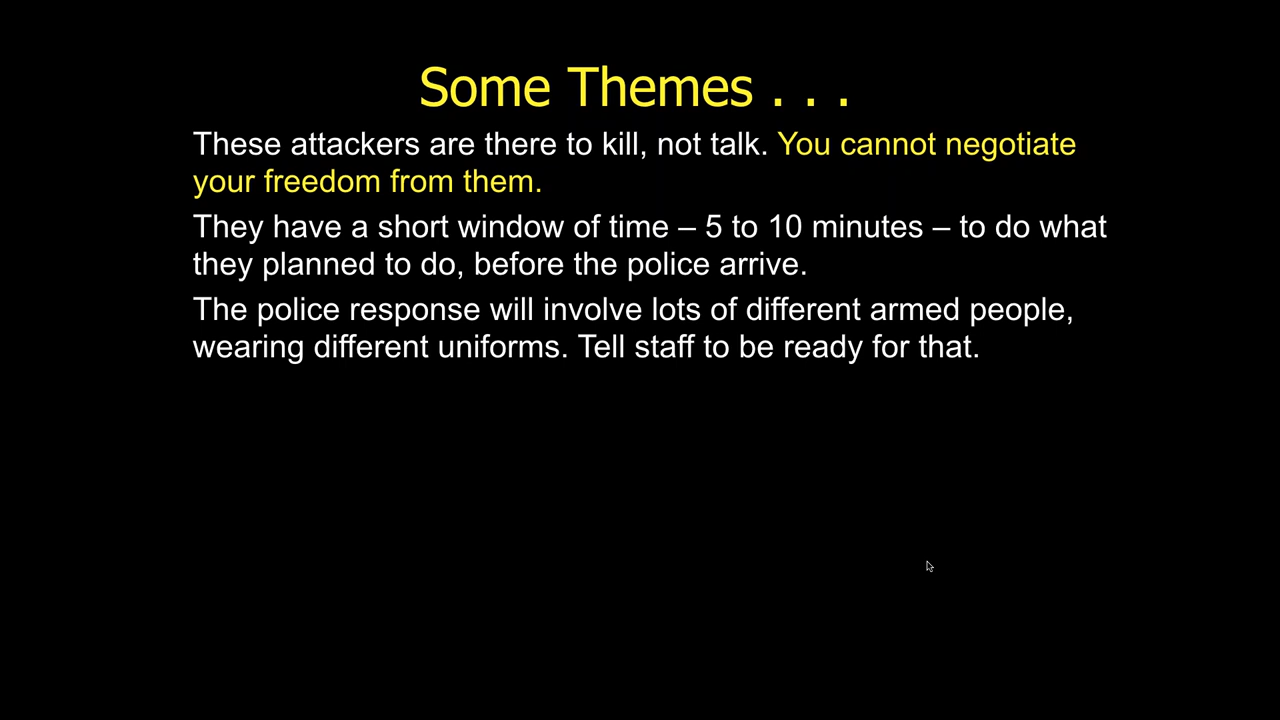 Some Themes . . .
These attackers are there to kill, not talk. You cannot negotiate
your freedom from them.
They have a short window of time – 5 to 10 minutes – to do what
they planned to do, before the police arrive.
The police response will involve lots of different armed people,
wearing different uniforms. Tell staff to be ready for that.